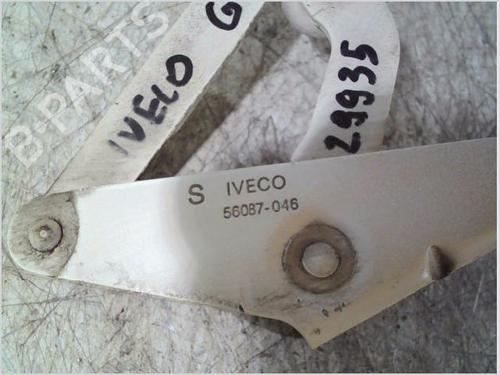 B-PARTS
IVECO G
29935
S IVECO
56087-046